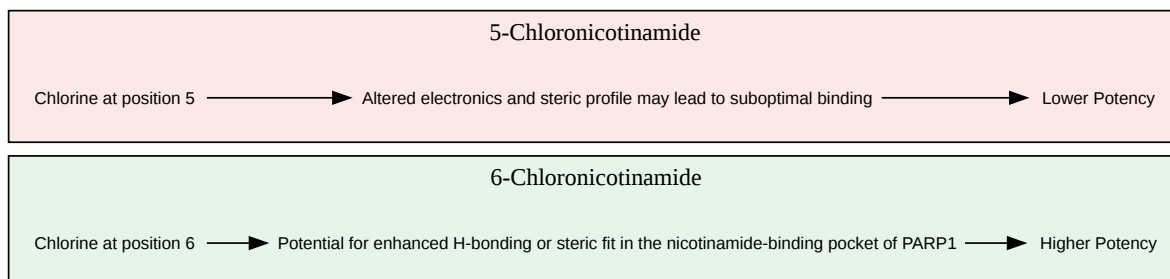 5-Chloronicotinamide
Chlorine at position 5 Altered electronics and steric profile may lead to suboptimal binding Lower Potency
6-Chloronicotinamide
Chlorine at position 6 Potential for enhanced H-bonding or steric fit in the nicotinamide-binding pocket of PARP1 Higher Potency